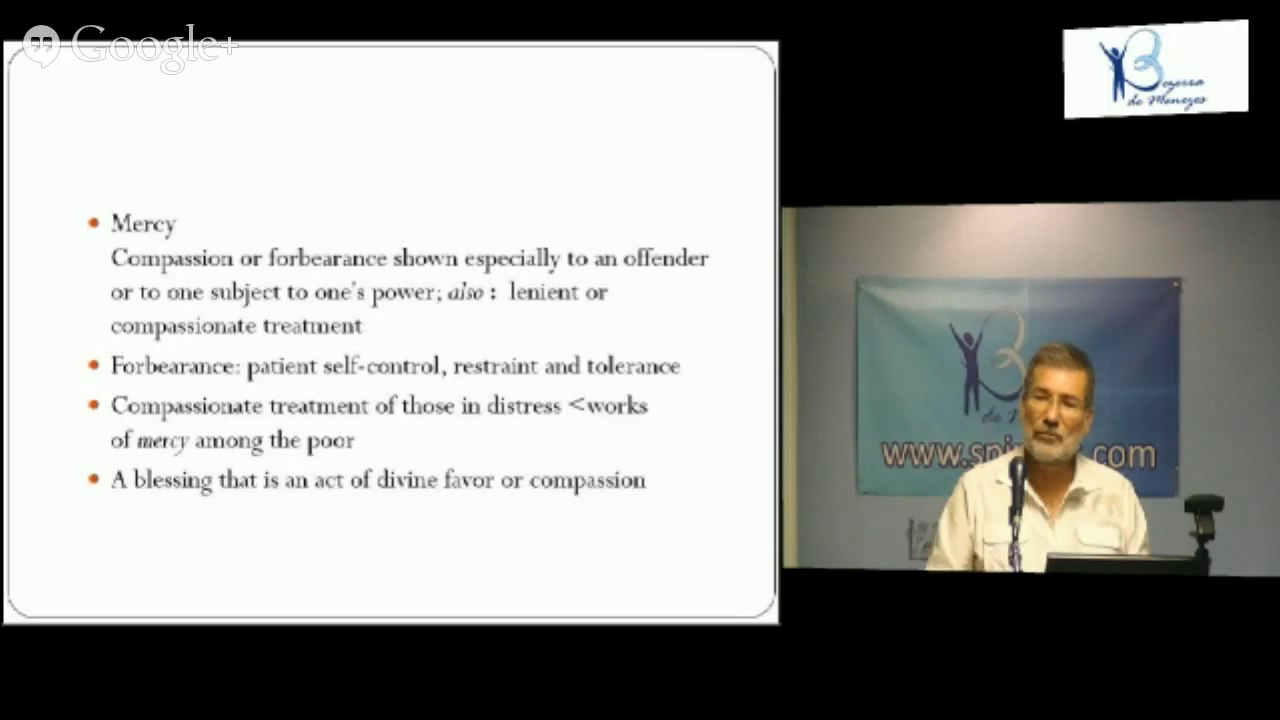 Google+
Bezerra
de Menezes
• Mercy
Compassion or forbearance shown especially to an offender
or to one subject to one's power; also : lenient or
compassionate treatment
• Forbearance: patient self-control, restraint and tolerance
• Compassionate treatment of those in distress <works
of mercy among the poor
• A blessing that is an act of divine favor or compassion
B
de
.com